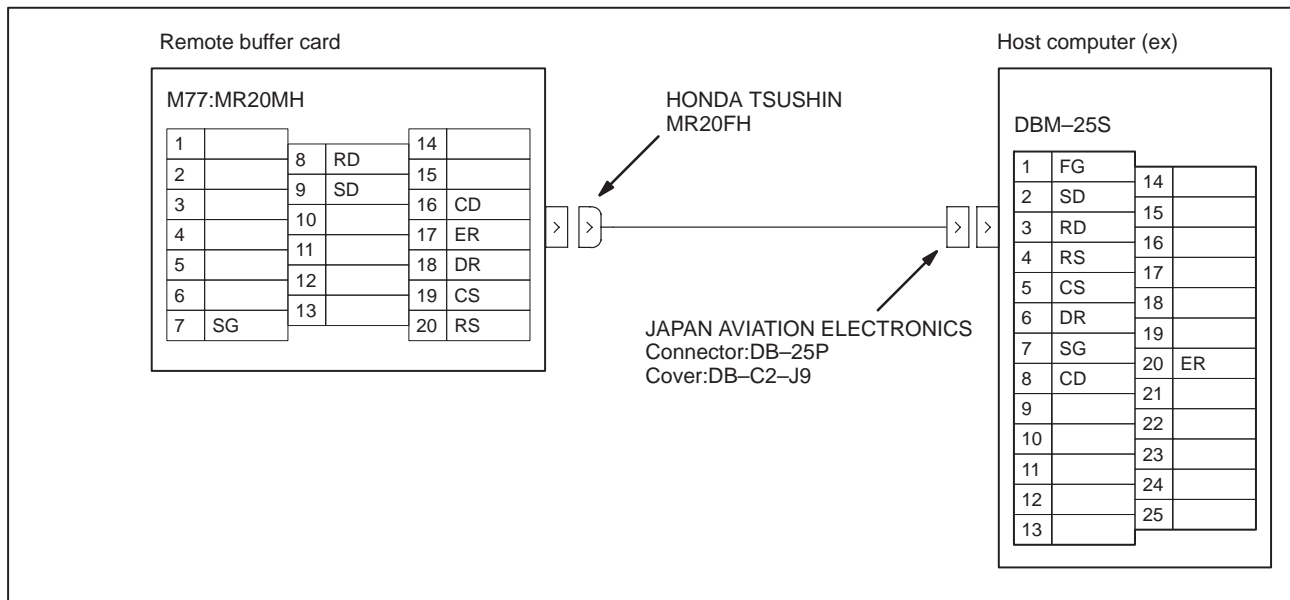 Remote buffer card
Host computer (ex)
M77:MR20MH
1
2
3
4
5
6
7 SG
8 RD
9 SD
10
11
12
13
14
15
16 CD
17 ER
18 DR
19 CS
20 RS
HONDA TSUSHIN
MR20FH
JAPAN AVIATION ELECTRONICS
Connector:DB–25P
Cover:DB–C2–J9
DBM–25S
1 FG
2 SD
3 RD
4 RS
5 CS
6 DR
7 SG
8 CD
9
10
11
12
13
14
15
16
17
18
19
20 ER
21
22
23
24
25